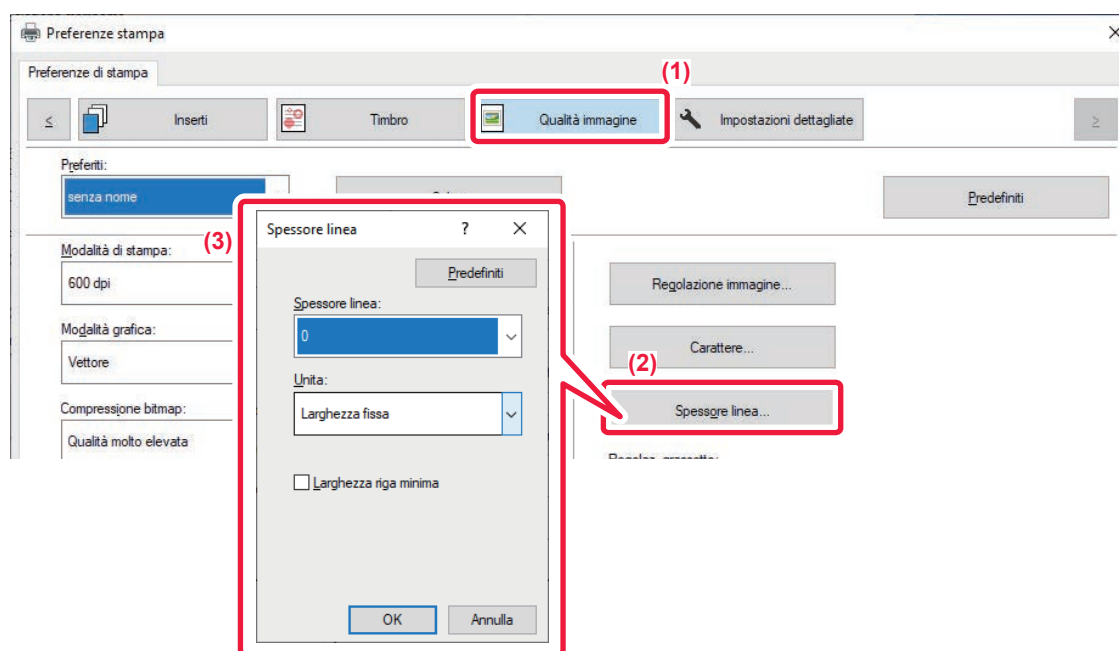 Preferenze stampa
Preferenze di stampa
(1)
<
Inserti
Timbro
Qualità immagine
Impostazioni dettagliate
>
Preferiti:
senza nome
Predefiniti
(3)
Spessore linea
?
Modalità di stampa:
600 dpi
Predefiniti
Regolazione immagine...
Spessore linea:
0
Modalità grafica:
Vettore
Carattere...
(2)
Unita:
Larghezza fissa
Compressione bitmap:
Qualità molto elevata
Spessore linea...
Larghezza riga minima
OK
Annulla